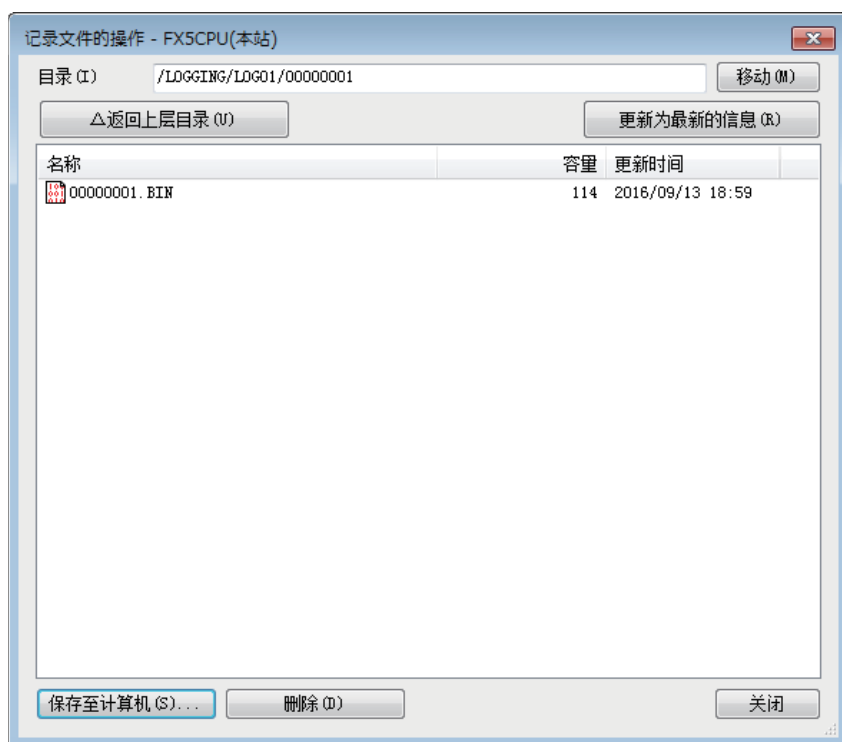 记录文件的操作 - FX5CPU(本站)
目录(I) /LOGGING/LOG01/00000001 移动(M)
△返回上层目录(U) 更新为最新的信息(R)
名称 容量 更新时间
00000001.BIN 114 2016/09/13 18:59
保存至计算机(S)... 删除(D) 关闭